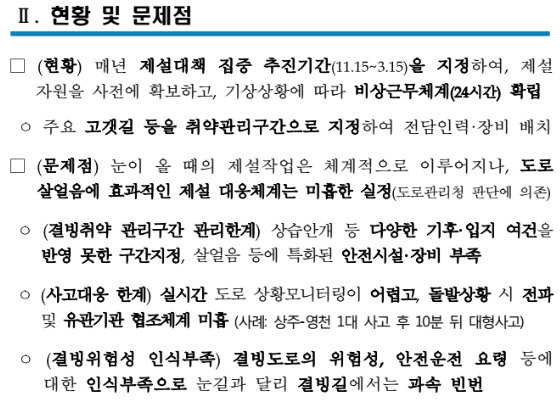 Ⅱ. 현황 및 문제점
□ (현황) 매년 제설대책 집중 추진기간(11.15~3.15)을 지정하여, 제설
자원을 사전에 확보하고, 기상상황에 따라 비상근무체계(24시간) 확립
ㅇ 주요 고갯길 등을 취약관리구간으로 지정하여 전담인력·장비 배치
□ (문제점) 눈이 올 때의 제설작업은 체계적으로 이루어지나, 도로
살얼음에 효과적인 제설 대응체계는 미흡한 실정(도로관리청 판단에 의존)
ㅇ (결빙취약 관리구간 관리한계) 상습안개 등 다양한 기후·입지 여건을
반영 못한 구간지정, 살얼음 등에 특화된 안전시설·장비 부족
ㅇ (사고대응 한계) 실시간 도로 상황모니터링이 어렵고, 돌발상황 시 전파
및 유관기관 협조체계 미흡 (사례: 상주-영천 1대 사고 후 10분 뒤 대형사고)
ㅇ (결빙위험성 인식부족) 결빙도로의 위험성, 안전운전 요령 등에
대한 인식부족으로 눈길과 달리 결빙길에서는 과속 빈번